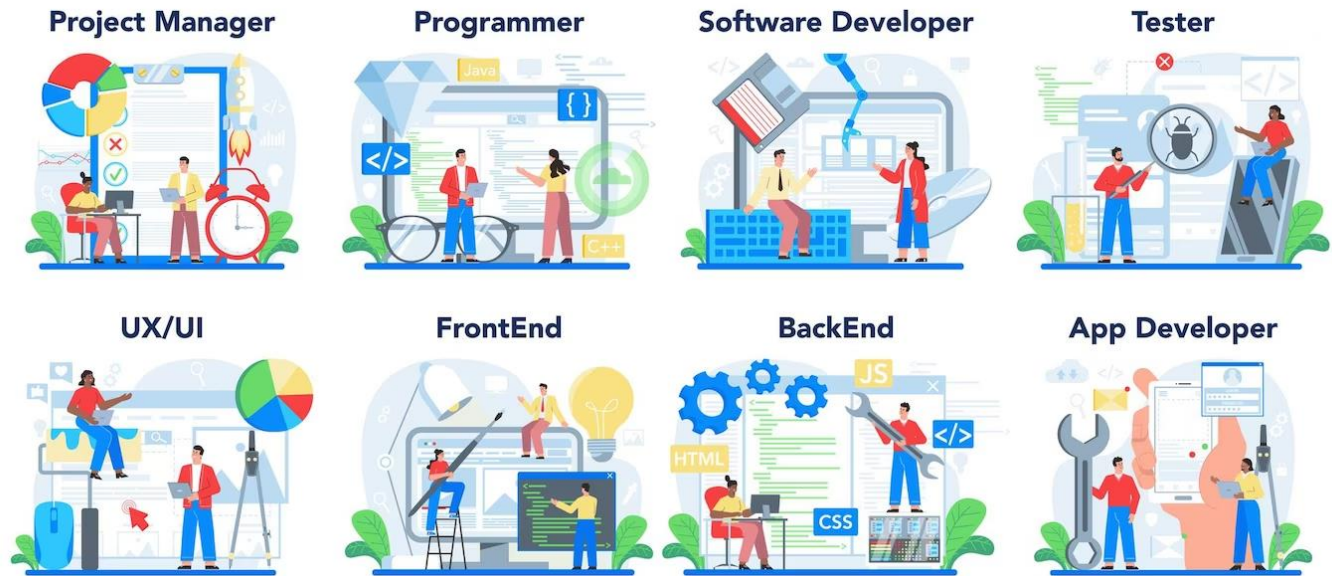 Project Manager
Programmer
Java
{}
</>
C++
Software Developer
Tester
</>
</>
UX/UI
FrontEnd
BackEnd
JS
HTML
</>
CSS
App Developer
</>